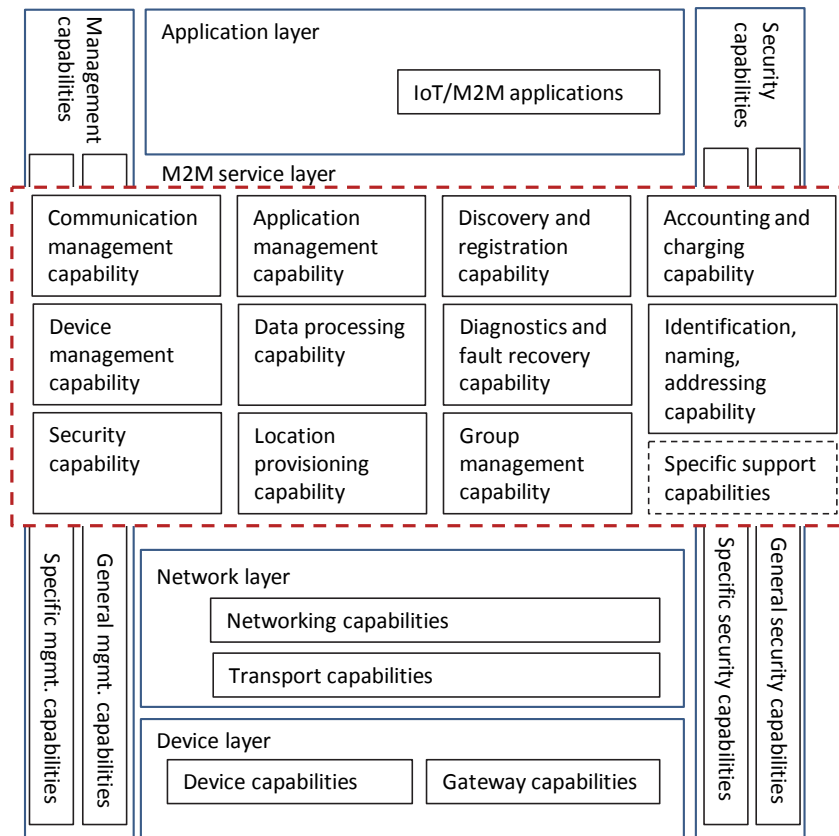 Management
capabilities
Application layer
IoT/M2M applications
Security
capabilities
M2M service layer
Communication
management
capability
Application
management
capability
Discovery and
registration
capability
Accounting and
charging
capability
Device
management
capability
Data processing
capability
Diagnostics and
fault recovery
capability
Identification,
naming,
addressing
capability
Security
capability
Location
provisioning
capability
Group
management
capability
Specific support
capabilities
Specific mgmt. capabilities
General mgmt. capabilities
Network layer
Networking capabilities
Transport capabilities
Device layer
Device capabilities
Gateway capabilities
Specific security capabilities
General security capabilities